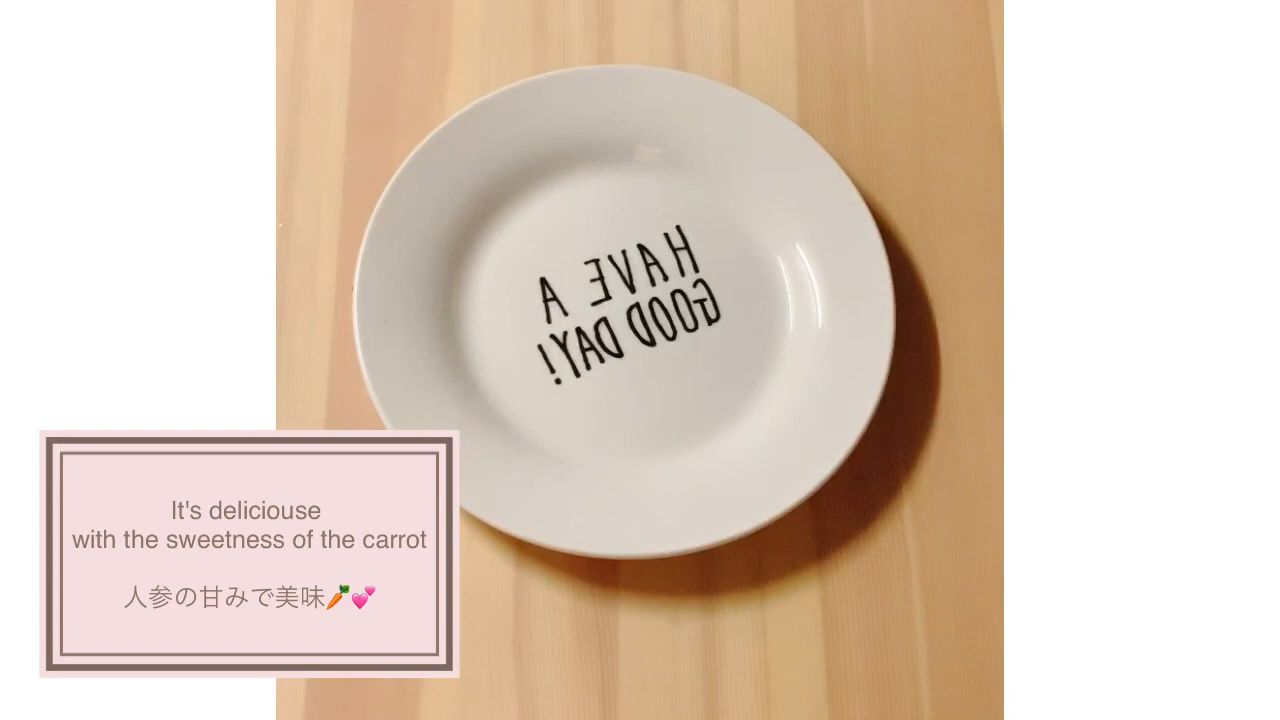 HAVE A
GOOD DAY!
It's deliciouse
with the sweetness of the carrot
人参の甘みで美味🥕💕